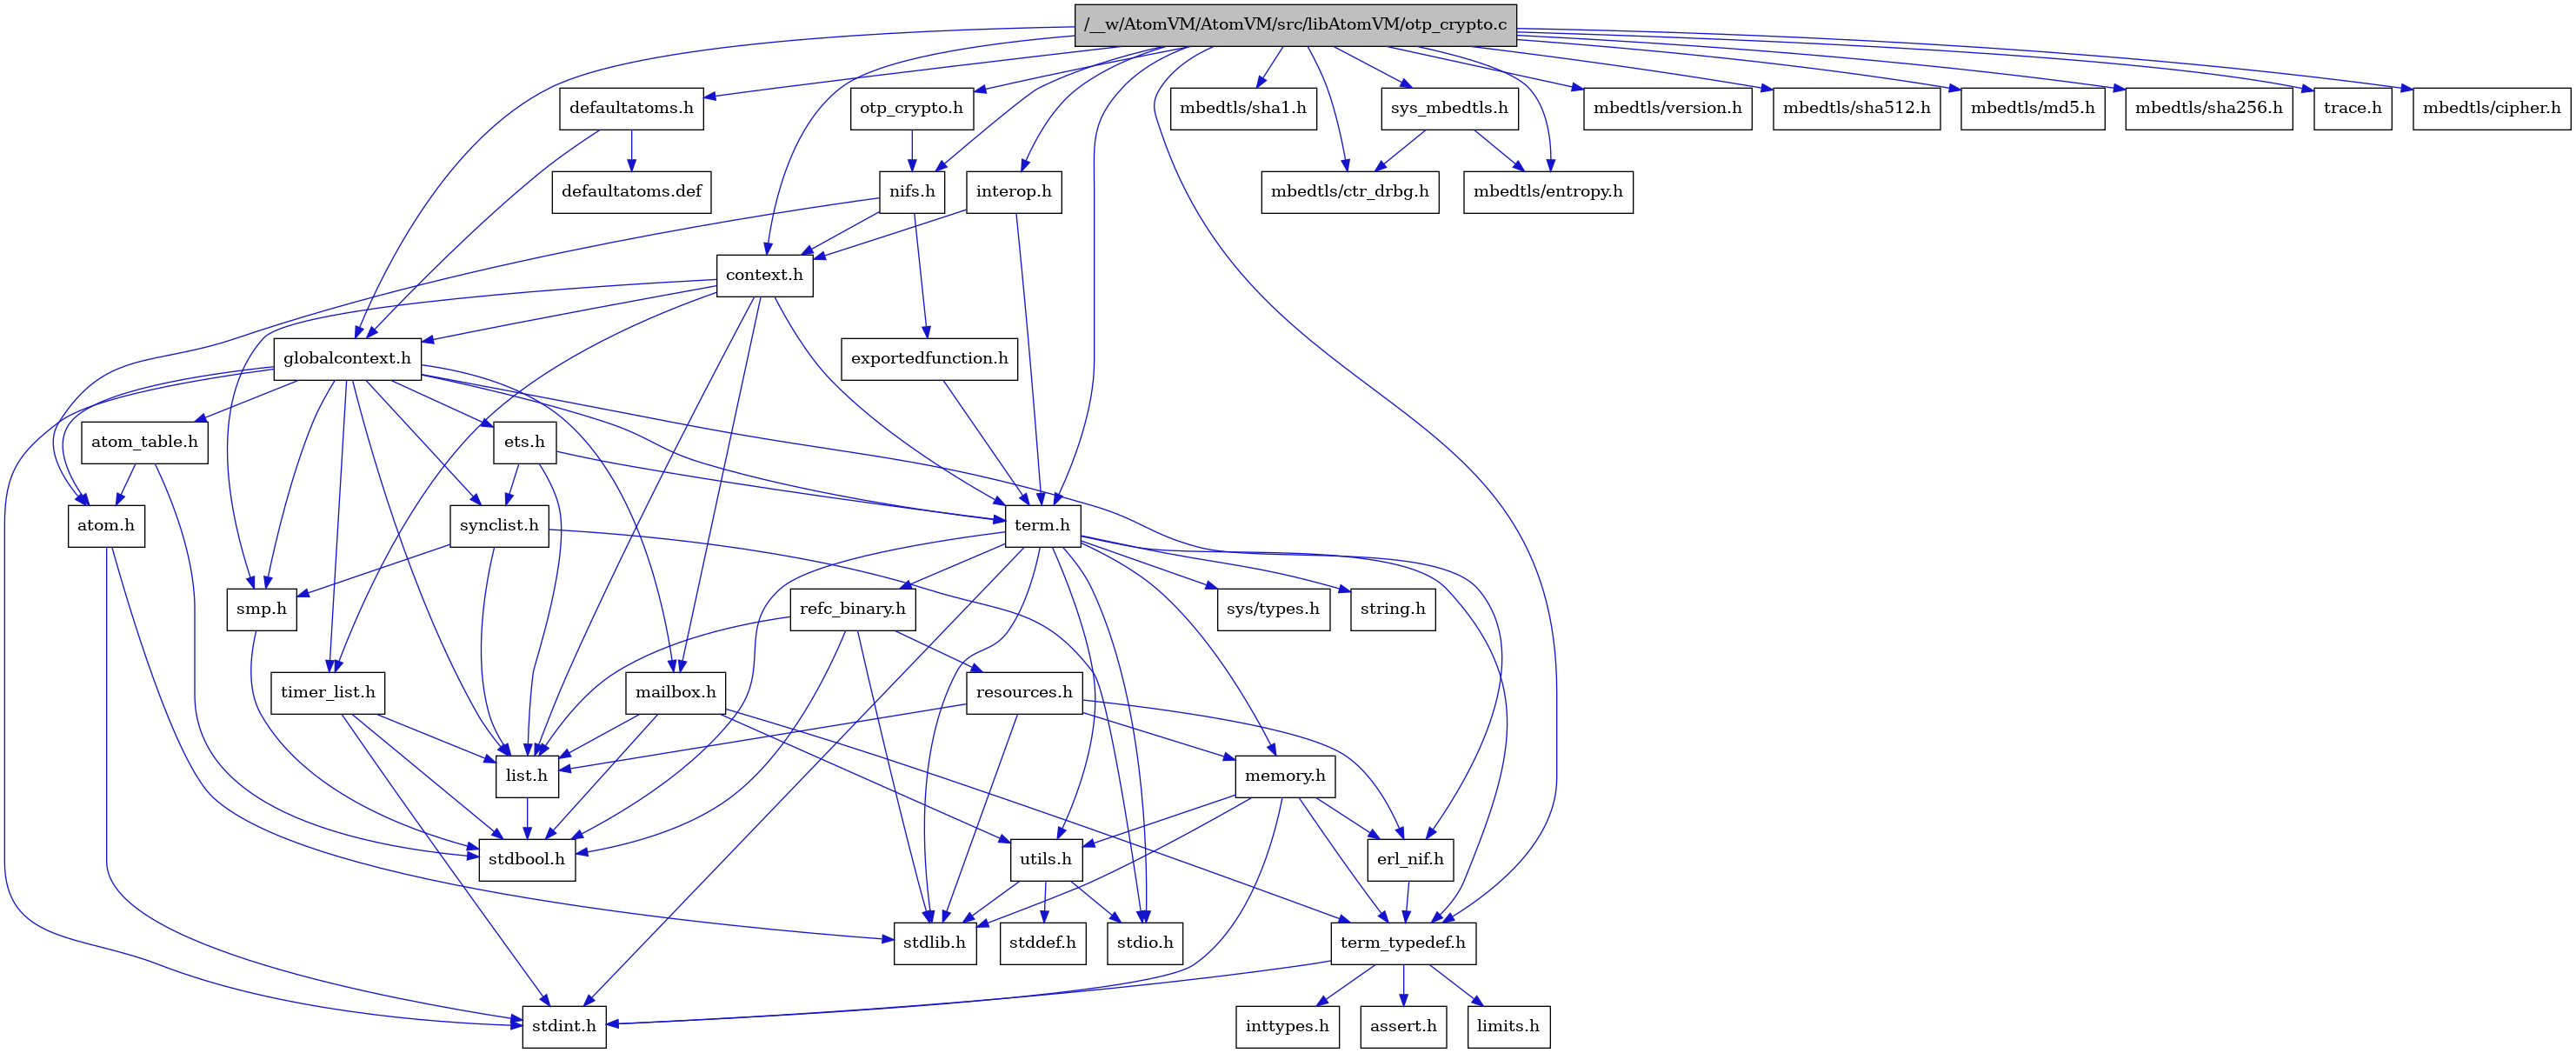 /__w/AtomVM/AtomVM/src/libAtomVM/otp_crypto.c
defaultatoms.h
otp_crypto.h
mbedtls/sha1.h
sys_mbedtls.h
mbedtls/version.h
mbedtls/sha512.h
mbedtls/md5.h
mbedtls/sha256.h
trace.h
mbedtls/cipher.h
defaultatoms.def
nifs.h
interop.h
mbedtls/ctr_drbg.h
mbedtls/entropy.h
context.h
globalcontext.h
exportedfunction.h
atom_table.h
ets.h
atom.h
synclist.h
term.h
smp.h
refc_binary.h
sys/types.h
string.h
timer_list.h
mailbox.h
resources.h
list.h
memory.h
stdbool.h
utils.h
erl_nif.h
stdlib.h
stddef.h
stdio.h
term_typedef.h
stdint.h
inttypes.h
assert.h
limits.h